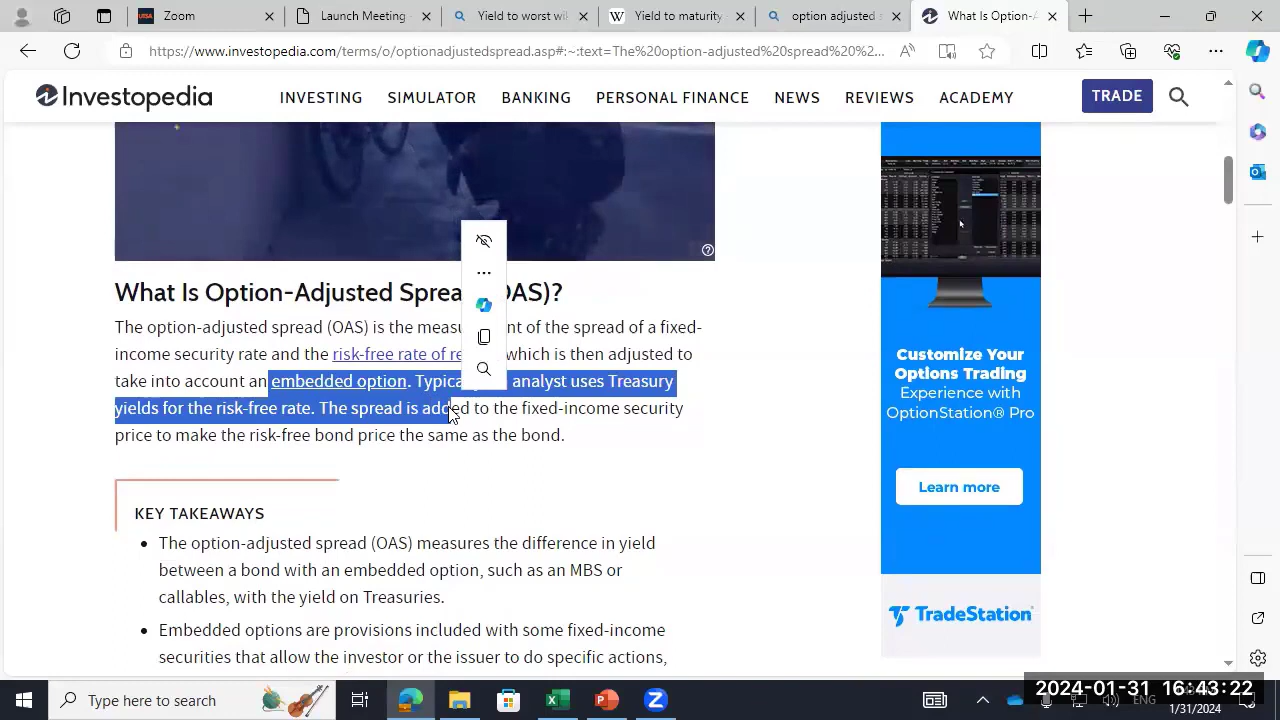 Zoom
Launch Meeting
Yield to worst wi
Yield to maturity
option adjusted s
What Is Option-A
https://www.investopedia.com/terms/o/optionadjustedspread.asp#:~:text=The%20option-adjusted%20spread%20%2...
Investopedia
INVESTING SIMULATOR BANKING PERSONAL FINANCE NEWS REVIEWS ACADEMY
TRADE
What Is Option-Adjusted Sprea OAS)?
The option-adjusted spread (OAS) is the measu nt of the spread of a fixed-
income security rate and the risk-free rate of re which is then adjusted to
take into account an embedded option. Typica analyst uses Treasury
yields for the risk-free rate. The spread is added to the fixed-income security
price to make the risk-free bond price the same as the bond.
KEY TAKEAWAYS
• The option-adjusted spread (OAS) measures the difference in yield
between a bond with an embedded option, such as an MBS or
callables, with the yield on Treasuries.
• Embedded options are provisions included with some fixed-income
securities that allow the investor or the issuer to do specific actions,
Customize Your
Options Trading
Experience with
OptionStation® Pro
Learn more
TradeStation
Type here to search
ENG
2024-01-31 16:43:22
1/31/2024